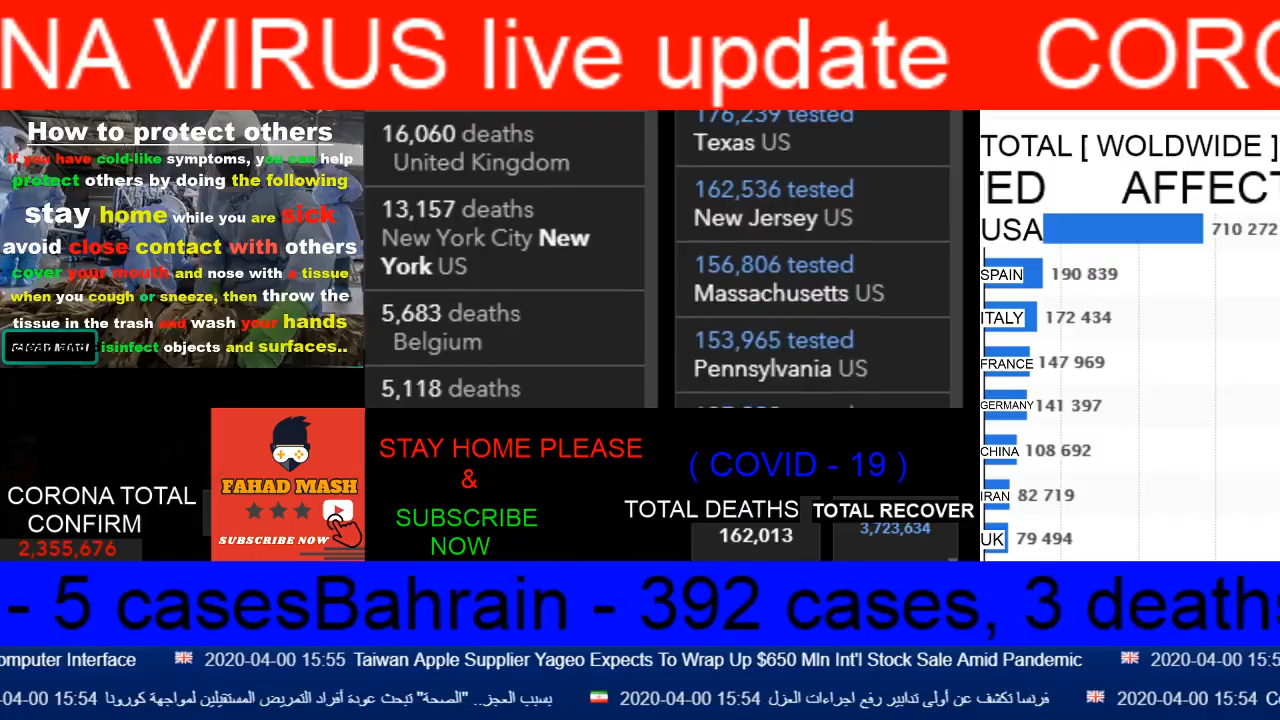 NA VIRUS live update CORO
How to protect others
If you have cold-like symptoms, you can help
protect others by doing the following
stay home while you are sick
avoid close contact with others
cover your mouth and nose with a tissue
when you cough or sneeze, then throw the
tissue in the trash and wash your hands
isinfect objects and surfaces..
16,060 deaths
United Kingdom
13,157 deaths
New York City New
York US
5,683 deaths
Belgium
5,118 deaths
176,239 tested
Texas US
162,536 tested
New Jersey US
156,806 tested
Massachusetts US
153,965 tested
Pennsylvania US
TOTAL [ WOLDWIDE ]
TED AFFECT
USA 710 272
SPAIN 190 839
ITALY 172 434
FRANCE 147 969
GERMANY 141 397
CHINA 108 692
IRAN 82 719
UK 79 494
CORONA TOTAL
CONFIRM
2,355,676
FAHAD MASH
SUBSCRIBE NOW
STAY HOME PLEASE
&
SUBSCRIBE
NOW
( COVID - 19 )
TOTAL DEATHS
162,013
TOTAL RECOVER
3,723,634
- 5 casesBahrain - 392 cases, 3 deaths
omputer Interface 2020-04-00 15:55 Taiwan Apple Supplier Yageo Expects To Wrap Up $650 Mln Int'l Stock Sale Amid Pandemic 2020-04-00 15:5
-04-00 15:54 بسبب العجز.. "الصحة" تبحث عودة أفراد التمريض المستقيلين لمواجهة كورونا 2020-04-00 15:54 فرنسا تكشف عن أولى تدابير رفع اجراءات العزل 2020-04-00 15:54 C